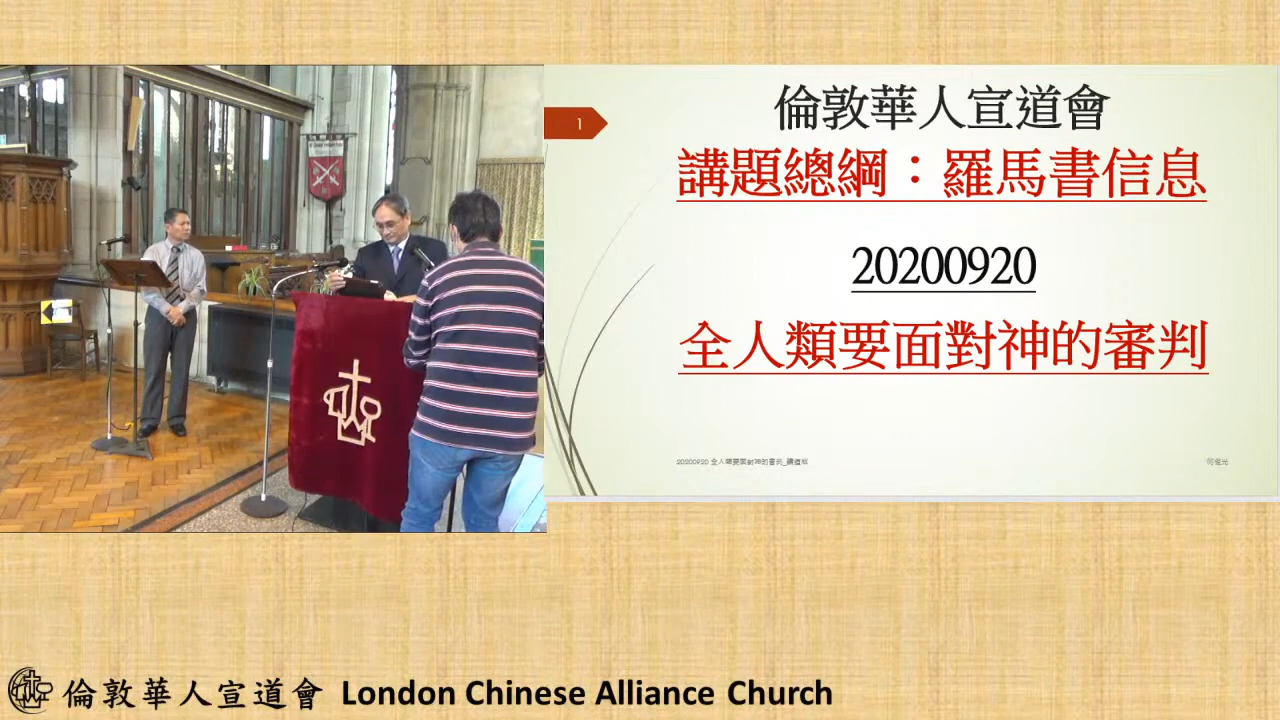 1
倫敦華人宣道會
講題總綱：羅馬書信息
20200920
全人類要面對神的審判
倫敦華人宣道會 London Chinese Alliance Church